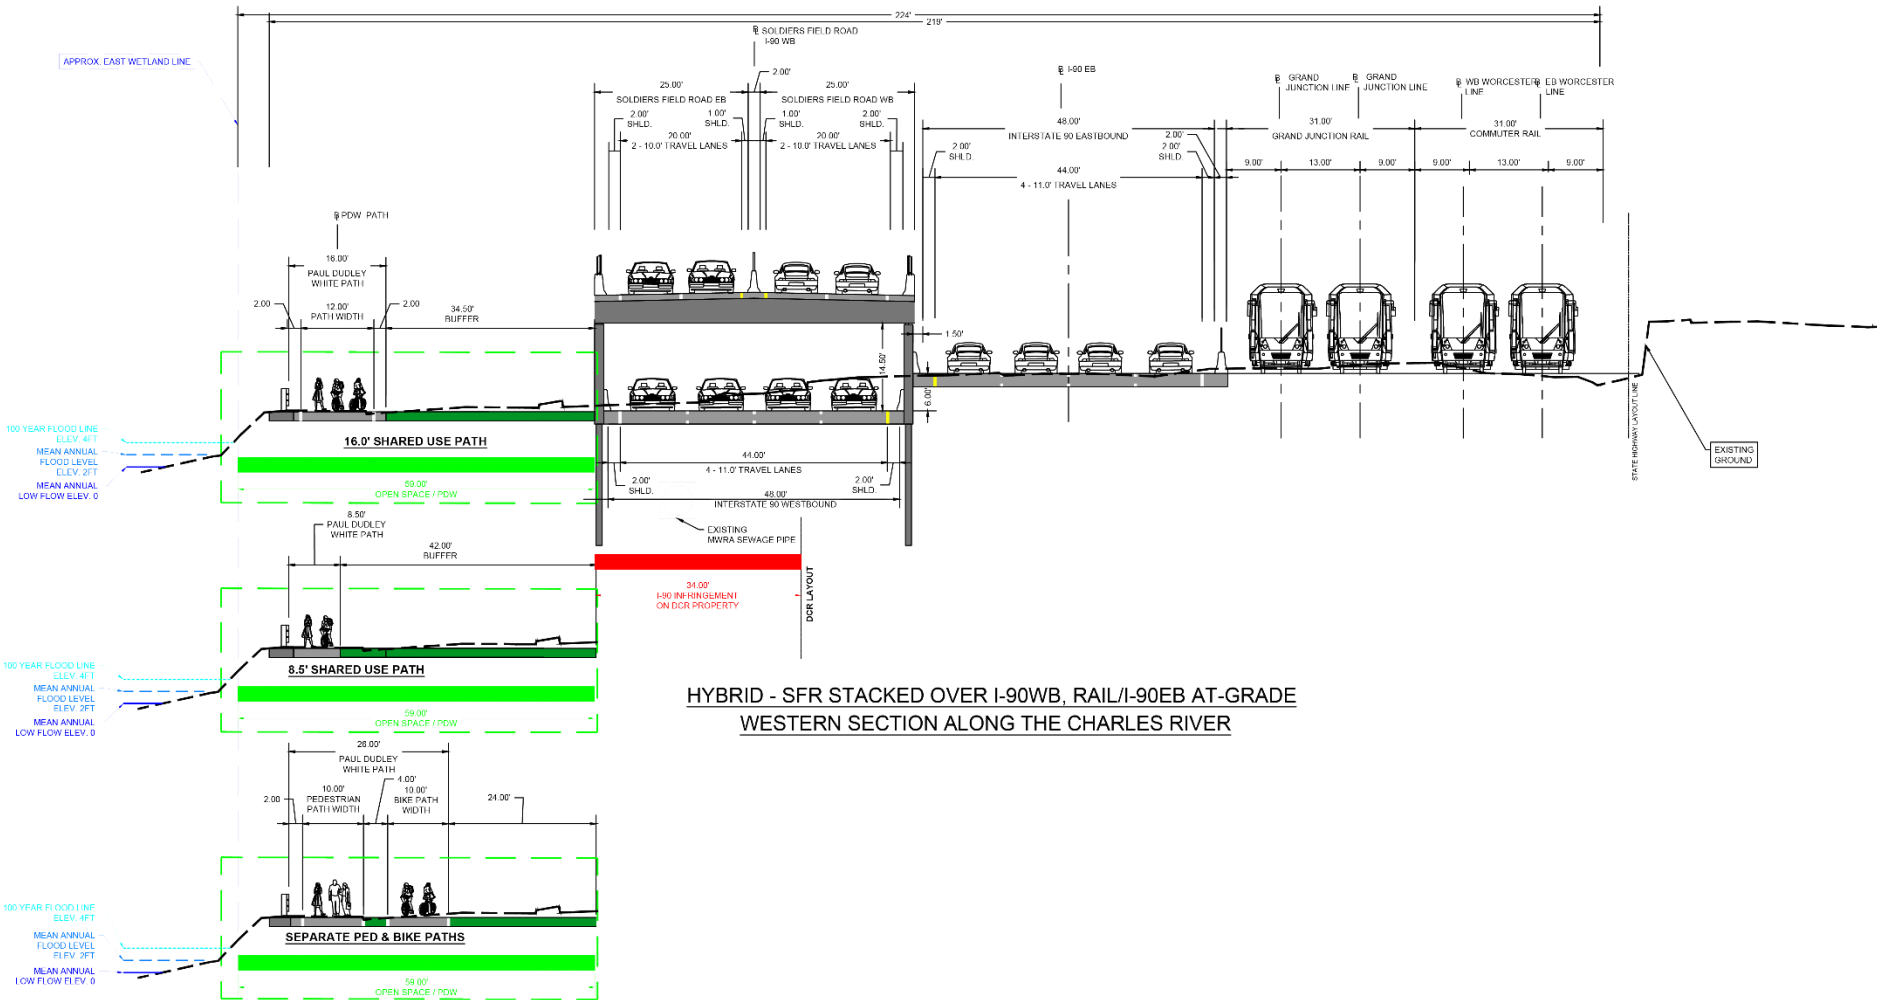 224'
219'
APPROX. EAST WETLAND LINE
SOLDIERS FIELD ROAD
I-90 WB
2.00'
25.00'
SOLDIERS FIELD ROAD EB
25.00'
SOLDIERS FIELD ROAD WB
2.00'
SHLD.
1.00'
SHLD.
1.00'
SHLD.
2.00'
SHLD.
20.00'
2 - 10.0' TRAVEL LANES
20.00'
2 - 10.0' TRAVEL LANES
I-90 EB
48.00'
INTERSTATE 90 EASTBOUND
2.00'
2.00'
SHLD.
2.00'
SHLD.
44.00'
4 - 11.0' TRAVEL LANES
GRAND
JUNCTION LINE
GRAND
JUNCTION LINE
WB WORCESTER
LINE
EB WORCESTER
LINE
31.00'
GRAND JUNCTION RAIL
31.00'
COMMUTER RAIL
9.00'
13.00'
9.00'
9.00'
13.00'
9.00'
PDW PATH
16.00'
PAUL DUDLEY
WHITE PATH
2.00
12.00'
PATH WIDTH
2.00
34.50'
BUFFER
1.50'
14.50'
6.00'
100 YEAR FLOOD LINE
ELEV. 4FT
MEAN ANNUAL
FLOOD LEVEL
ELEV. 2FT
MEAN ANNUAL
LOW FLOW ELEV. 0
16.0' SHARED USE PATH
59.00'
OPEN SPACE / PDW
44.00'
4 - 11.0' TRAVEL LANES
2.00'
SHLD.
2.00'
SHLD.
48.00'
INTERSTATE 90 WESTBOUND
EXISTING
MWRA SEWAGE PIPE
STATE HIGHWAY LAYOUT LINE
EXISTING
GROUND
8.50'
PAUL DUDLEY
WHITE PATH
42.00'
BUFFER
34.00'
I-90 INFRINGEMENT
ON DCR PROPERTY
DCR LAYOUT
100 YEAR FLOOD LINE
ELEV. 4FT
MEAN ANNUAL
FLOOD LEVEL
ELEV. 2FT
MEAN ANNUAL
LOW FLOW ELEV. 0
8.5' SHARED USE PATH
59.00'
OPEN SPACE / PDW
HYBRID - SFR STACKED OVER I-90WB, RAIL/I-90EB AT-GRADE
WESTERN SECTION ALONG THE CHARLES RIVER
26.00'
PAUL DUDLEY
WHITE PATH
2.00
10.00'
PEDESTRIAN
PATH WIDTH
4.00'
10.00'
BIKE PATH
WIDTH
24.00'
100 YEAR FLOOD LINE
ELEV. 4FT
MEAN ANNUAL
FLOOD LEVEL
ELEV. 2FT
MEAN ANNUAL
LOW FLOW ELEV. 0
SEPARATE PED & BIKE PATHS
59.00'
OPEN SPACE / PDW